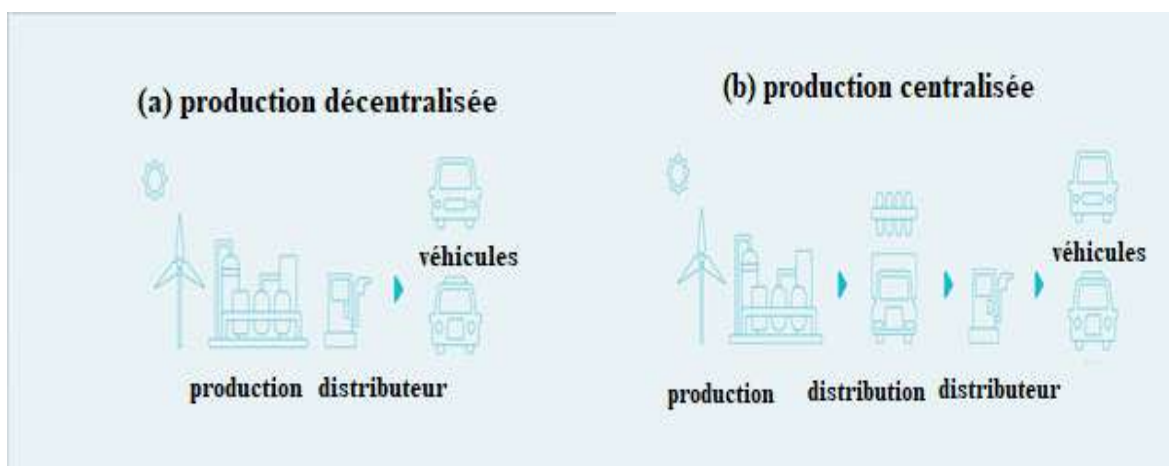 (a) production décentralisée
véhicules
production distributeur
(b) production centralisée
véhicules
production distribution distributeur